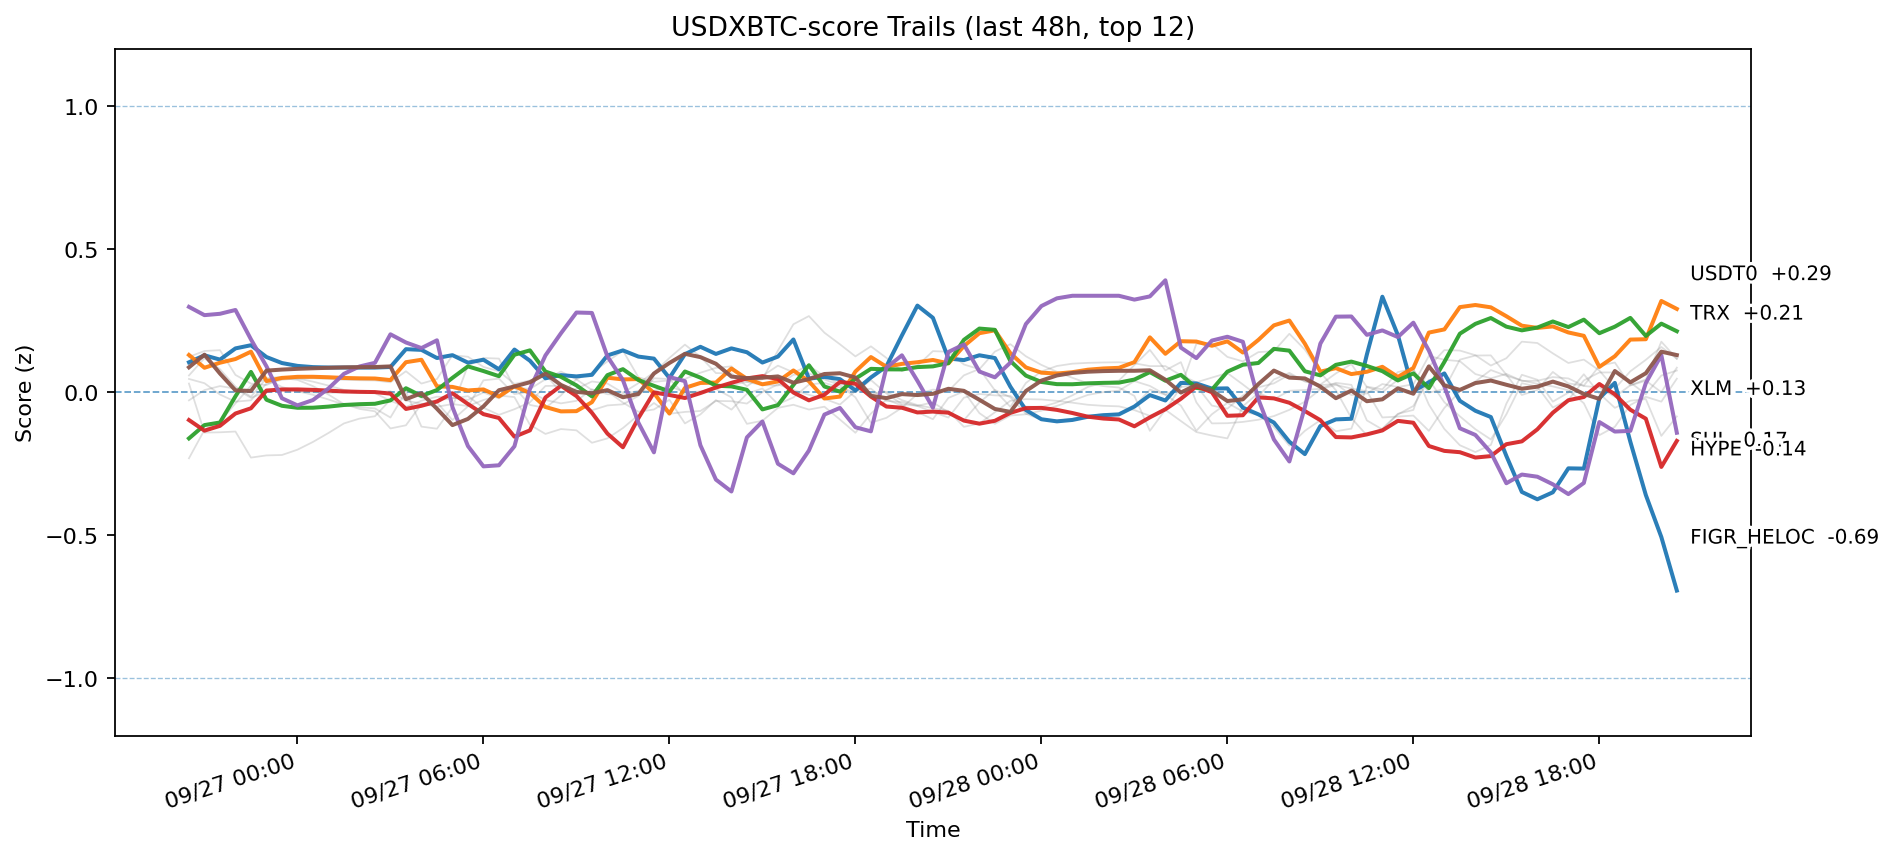 USDXBTC-score Trails (last 48h, top 12)
1.0
0.5
0.0
−0.5
−1.0
Score (z)
USDT0 +0.29
TRX +0.21
XLM +0.13
HYPE -0.14
FIGR_HELOC -0.69
09/27 00:00
09/27 06:00
09/27 12:00
09/27 18:00
09/28 00:00
09/28 06:00
09/28 12:00
09/28 18:00
Time